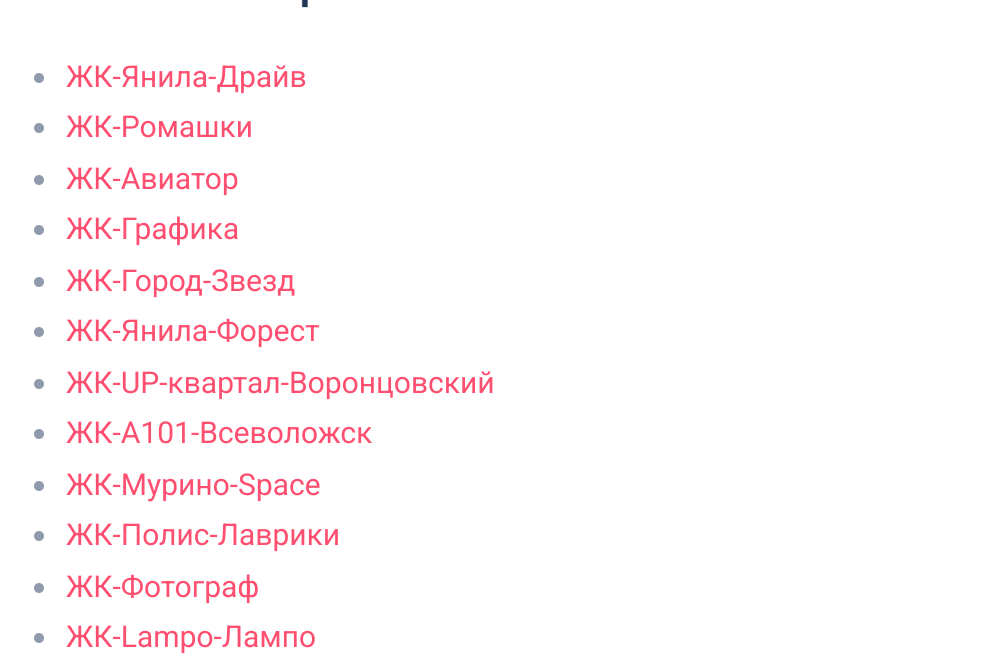 ЖК-Янила-Драйв
ЖК-Ромашки
ЖК-Авиатор
ЖК-Графика
ЖК-Город-Звезд
ЖК-Янила-Форест
ЖК-UP-квартал-Воронцовский
ЖК-А101-Всеволожск
ЖК-Мурино-Space
ЖК-Полис-Лаврики
ЖК-Фотограф
ЖК-Lampo-Лампо